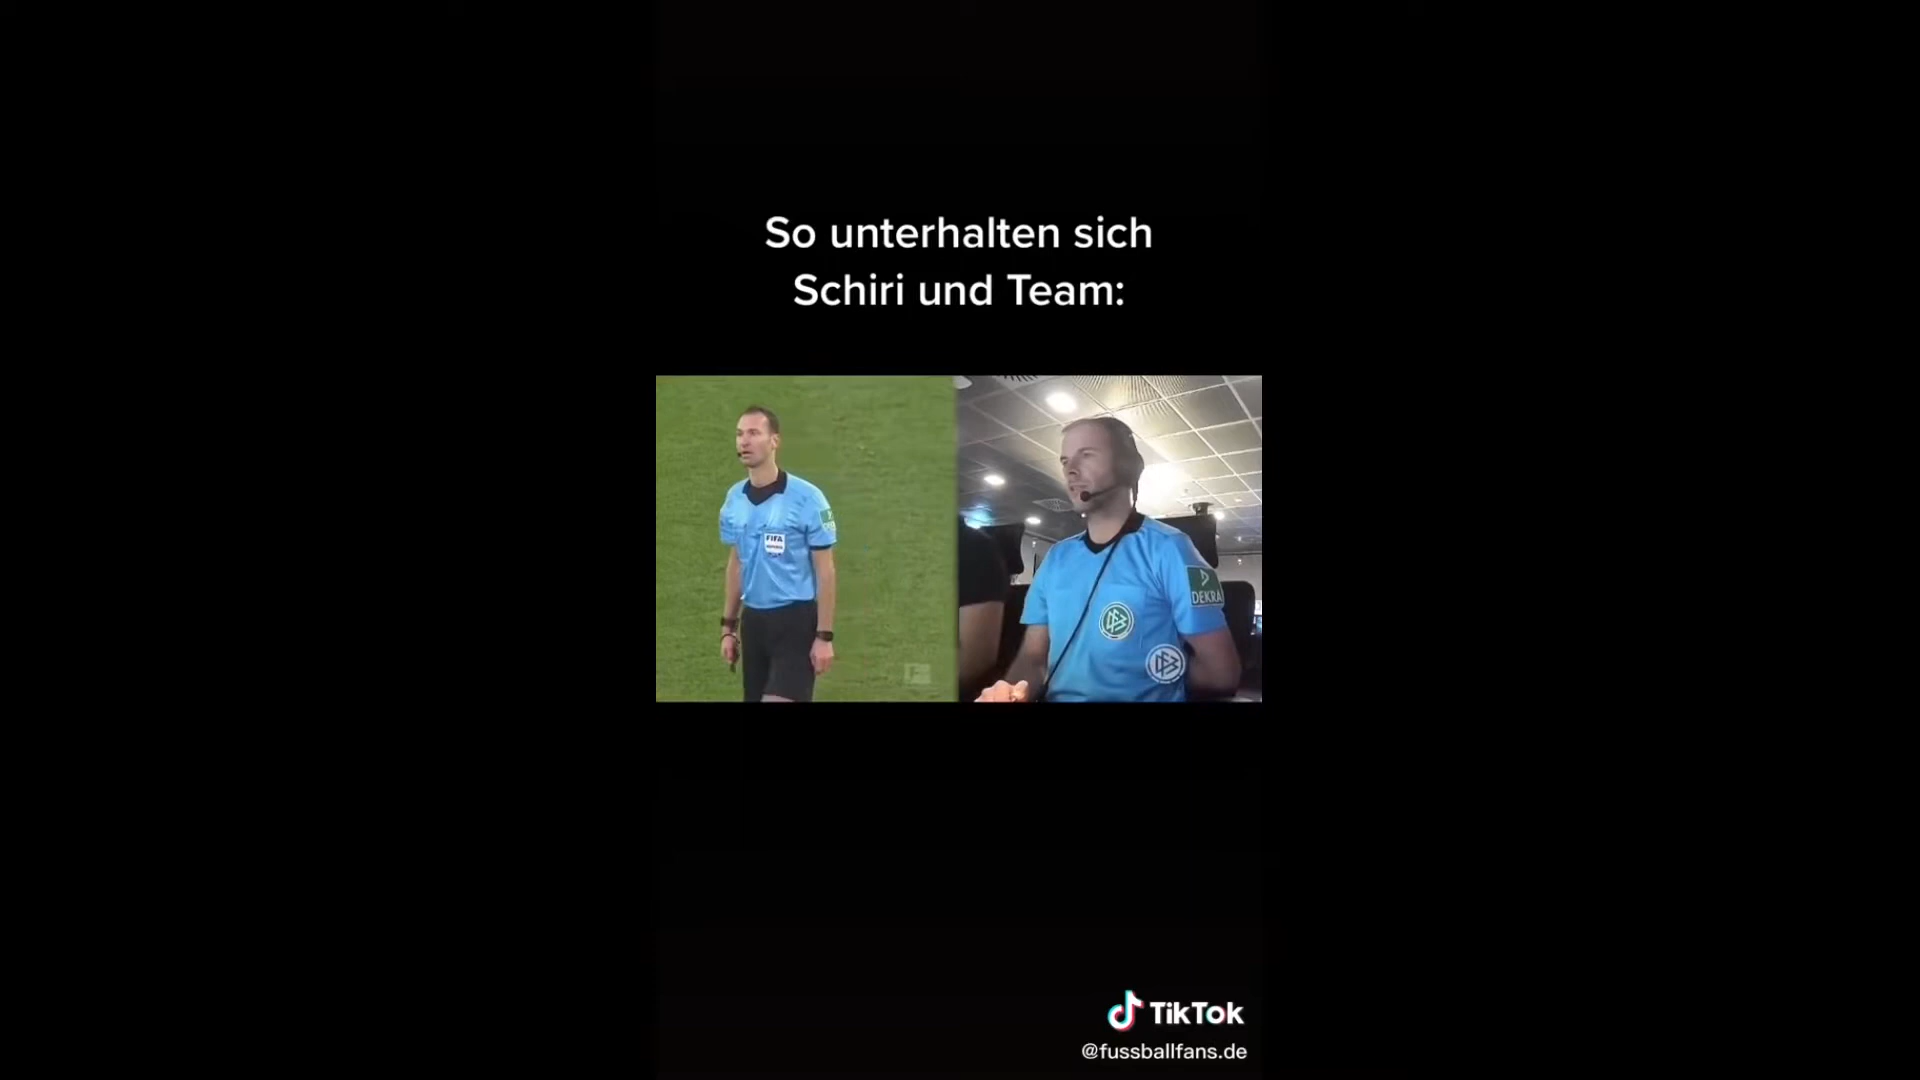 So unterhalten sich
Schiri und Team:
FIFA
DEKRA
TikTok
@fussballfans.de